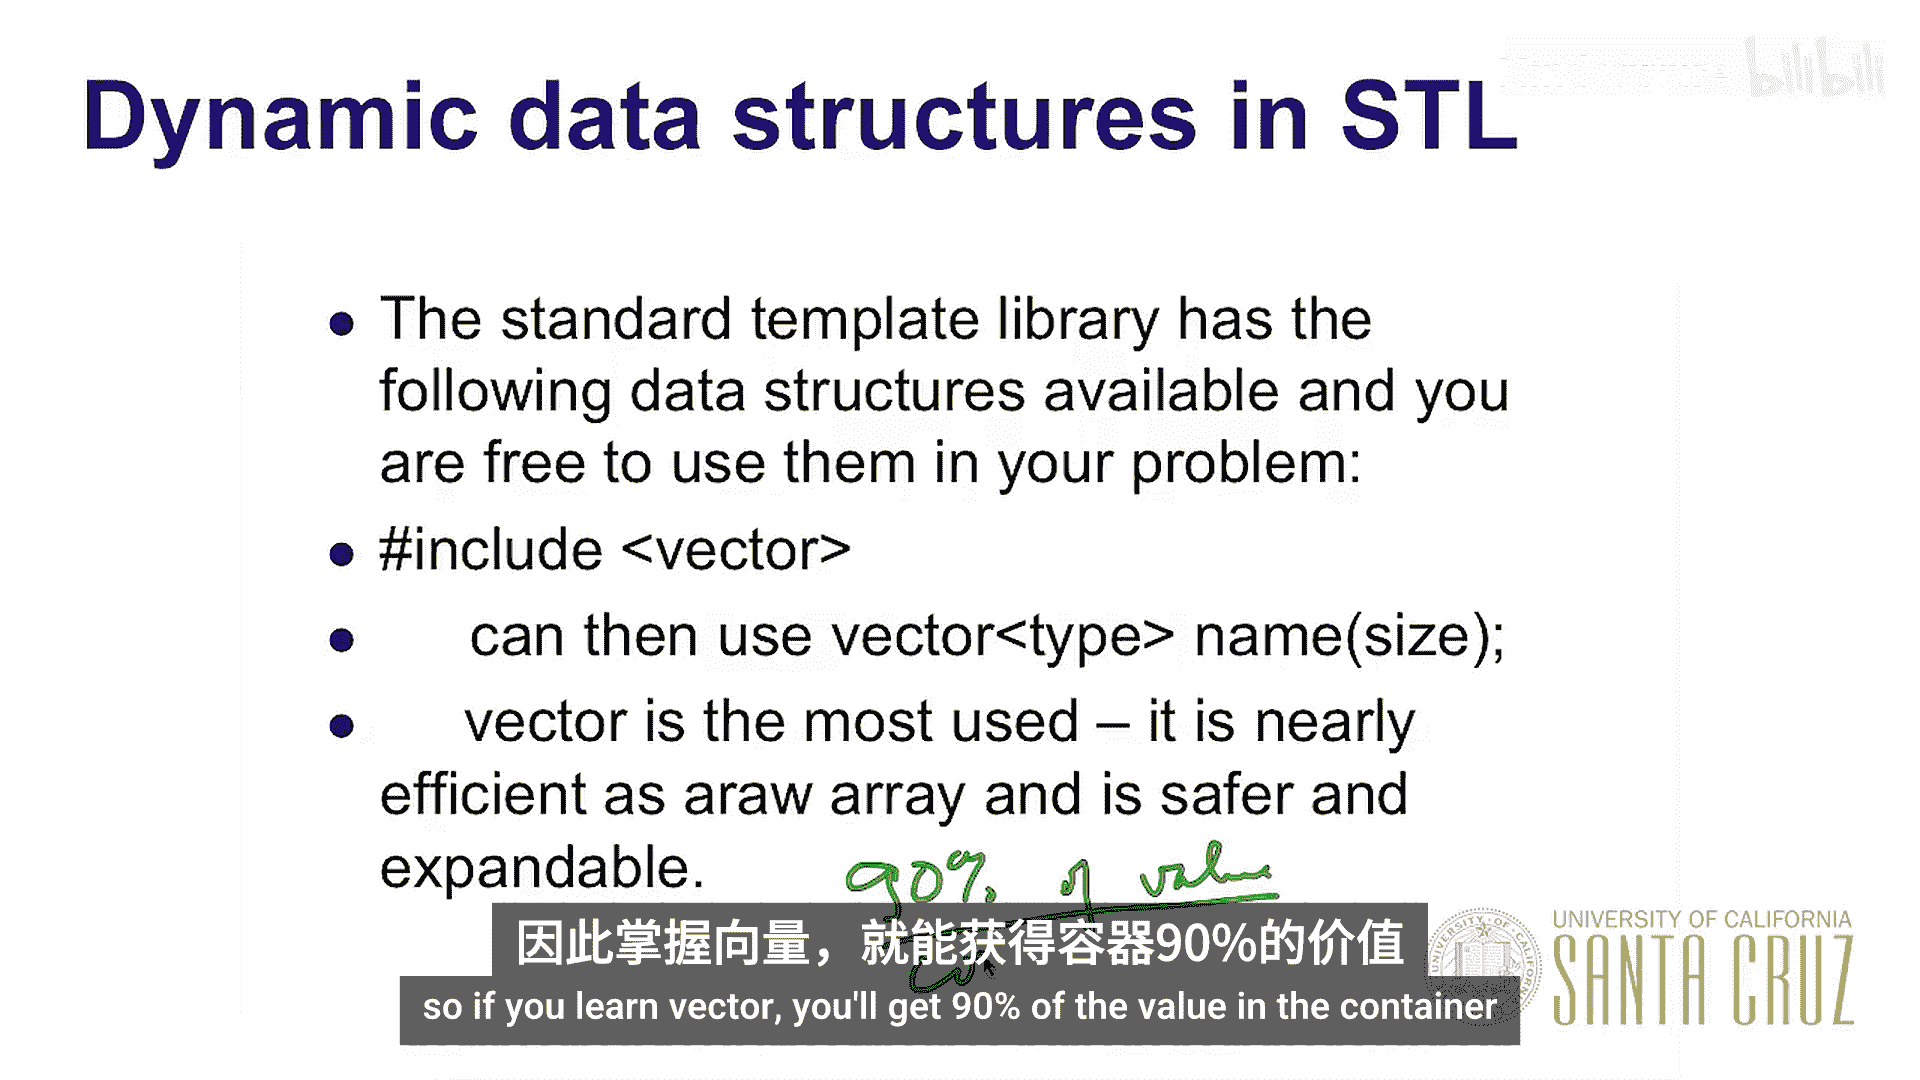 Dynamic data structures in STL
bilibili
The standard template library has the
following data structures available and you
are free to use them in your problem:
#include <vector>
can then use vector<type> name(size);
vector is the most used – it is nearly
efficient as araw array and is safer and
expandable.
90% of value
因此掌握向量，就能获得容器90%的价值
so if you learn vector, you'll get 90% of the value in the container
UNIVERSITY OF CALIFORNIA
SANTA CRUZ